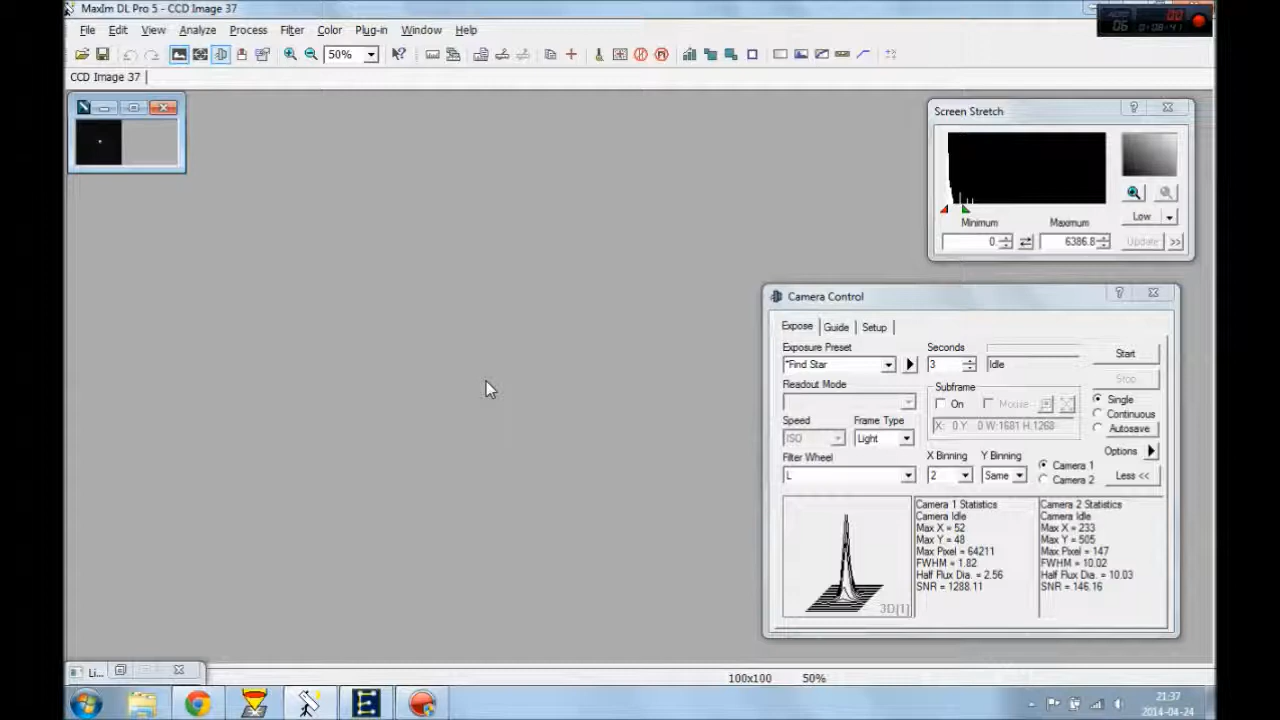 MaxIm DL Pro 5 - CCD Image 37
File Edit View Analyze Process Filter Color Plug-in Window Help
50%
CCD Image 37
Screen Stretch
Low
Minimum Maximum
0. 6386.8
Update >>
Camera Control
Expose Guide Setup
Exposure Preset Seconds
*Find Star 3 Idle Start
Readout Mode Subframe Stop
On Mouse Single
Speed Frame Type X: 0 Y 0 W:1681 H:1268 Continuous
ISO Light Autosave
Filter Wheel X Binning Y Binning Camera 1 Options
L 2 Same Camera 2 Less <<
Camera 1 Statistics
Camera Idle
Max X = 52
Max Y = 48
Max Pixel = 64211
FWHM = 1.82
Half Flux Dia. = 2.56
SNR = 1288.11
Camera 2 Statistics
Camera Idle
Max X = 233
Max Y = 505
Max Pixel = 147
FWHM = 10.02
Half Flux Dia. = 10.03
SNR = 146.16
3D[1]
Li...
100x100 50%
21:37
2014-04-24